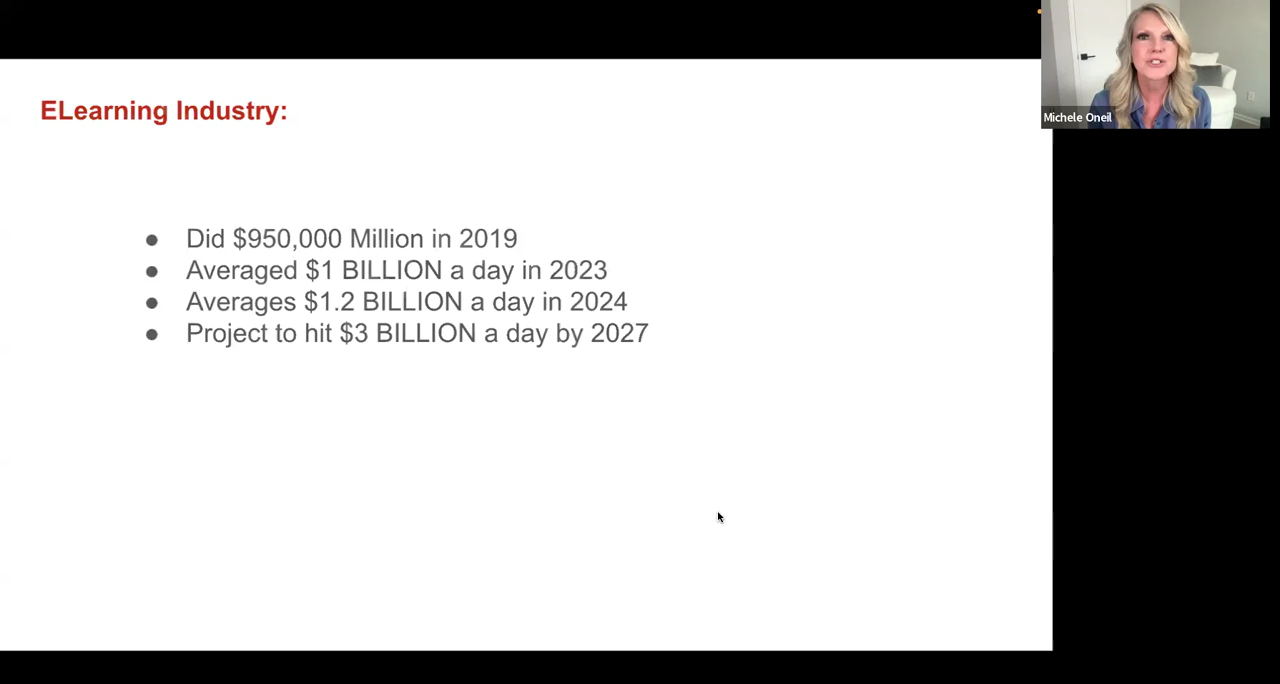 ELearning Industry:
● Did $950,000 Million in 2019
● Averaged $1 BILLION a day in 2023
● Averages $1.2 BILLION a day in 2024
● Project to hit $3 BILLION a day by 2027
Michele Oneil